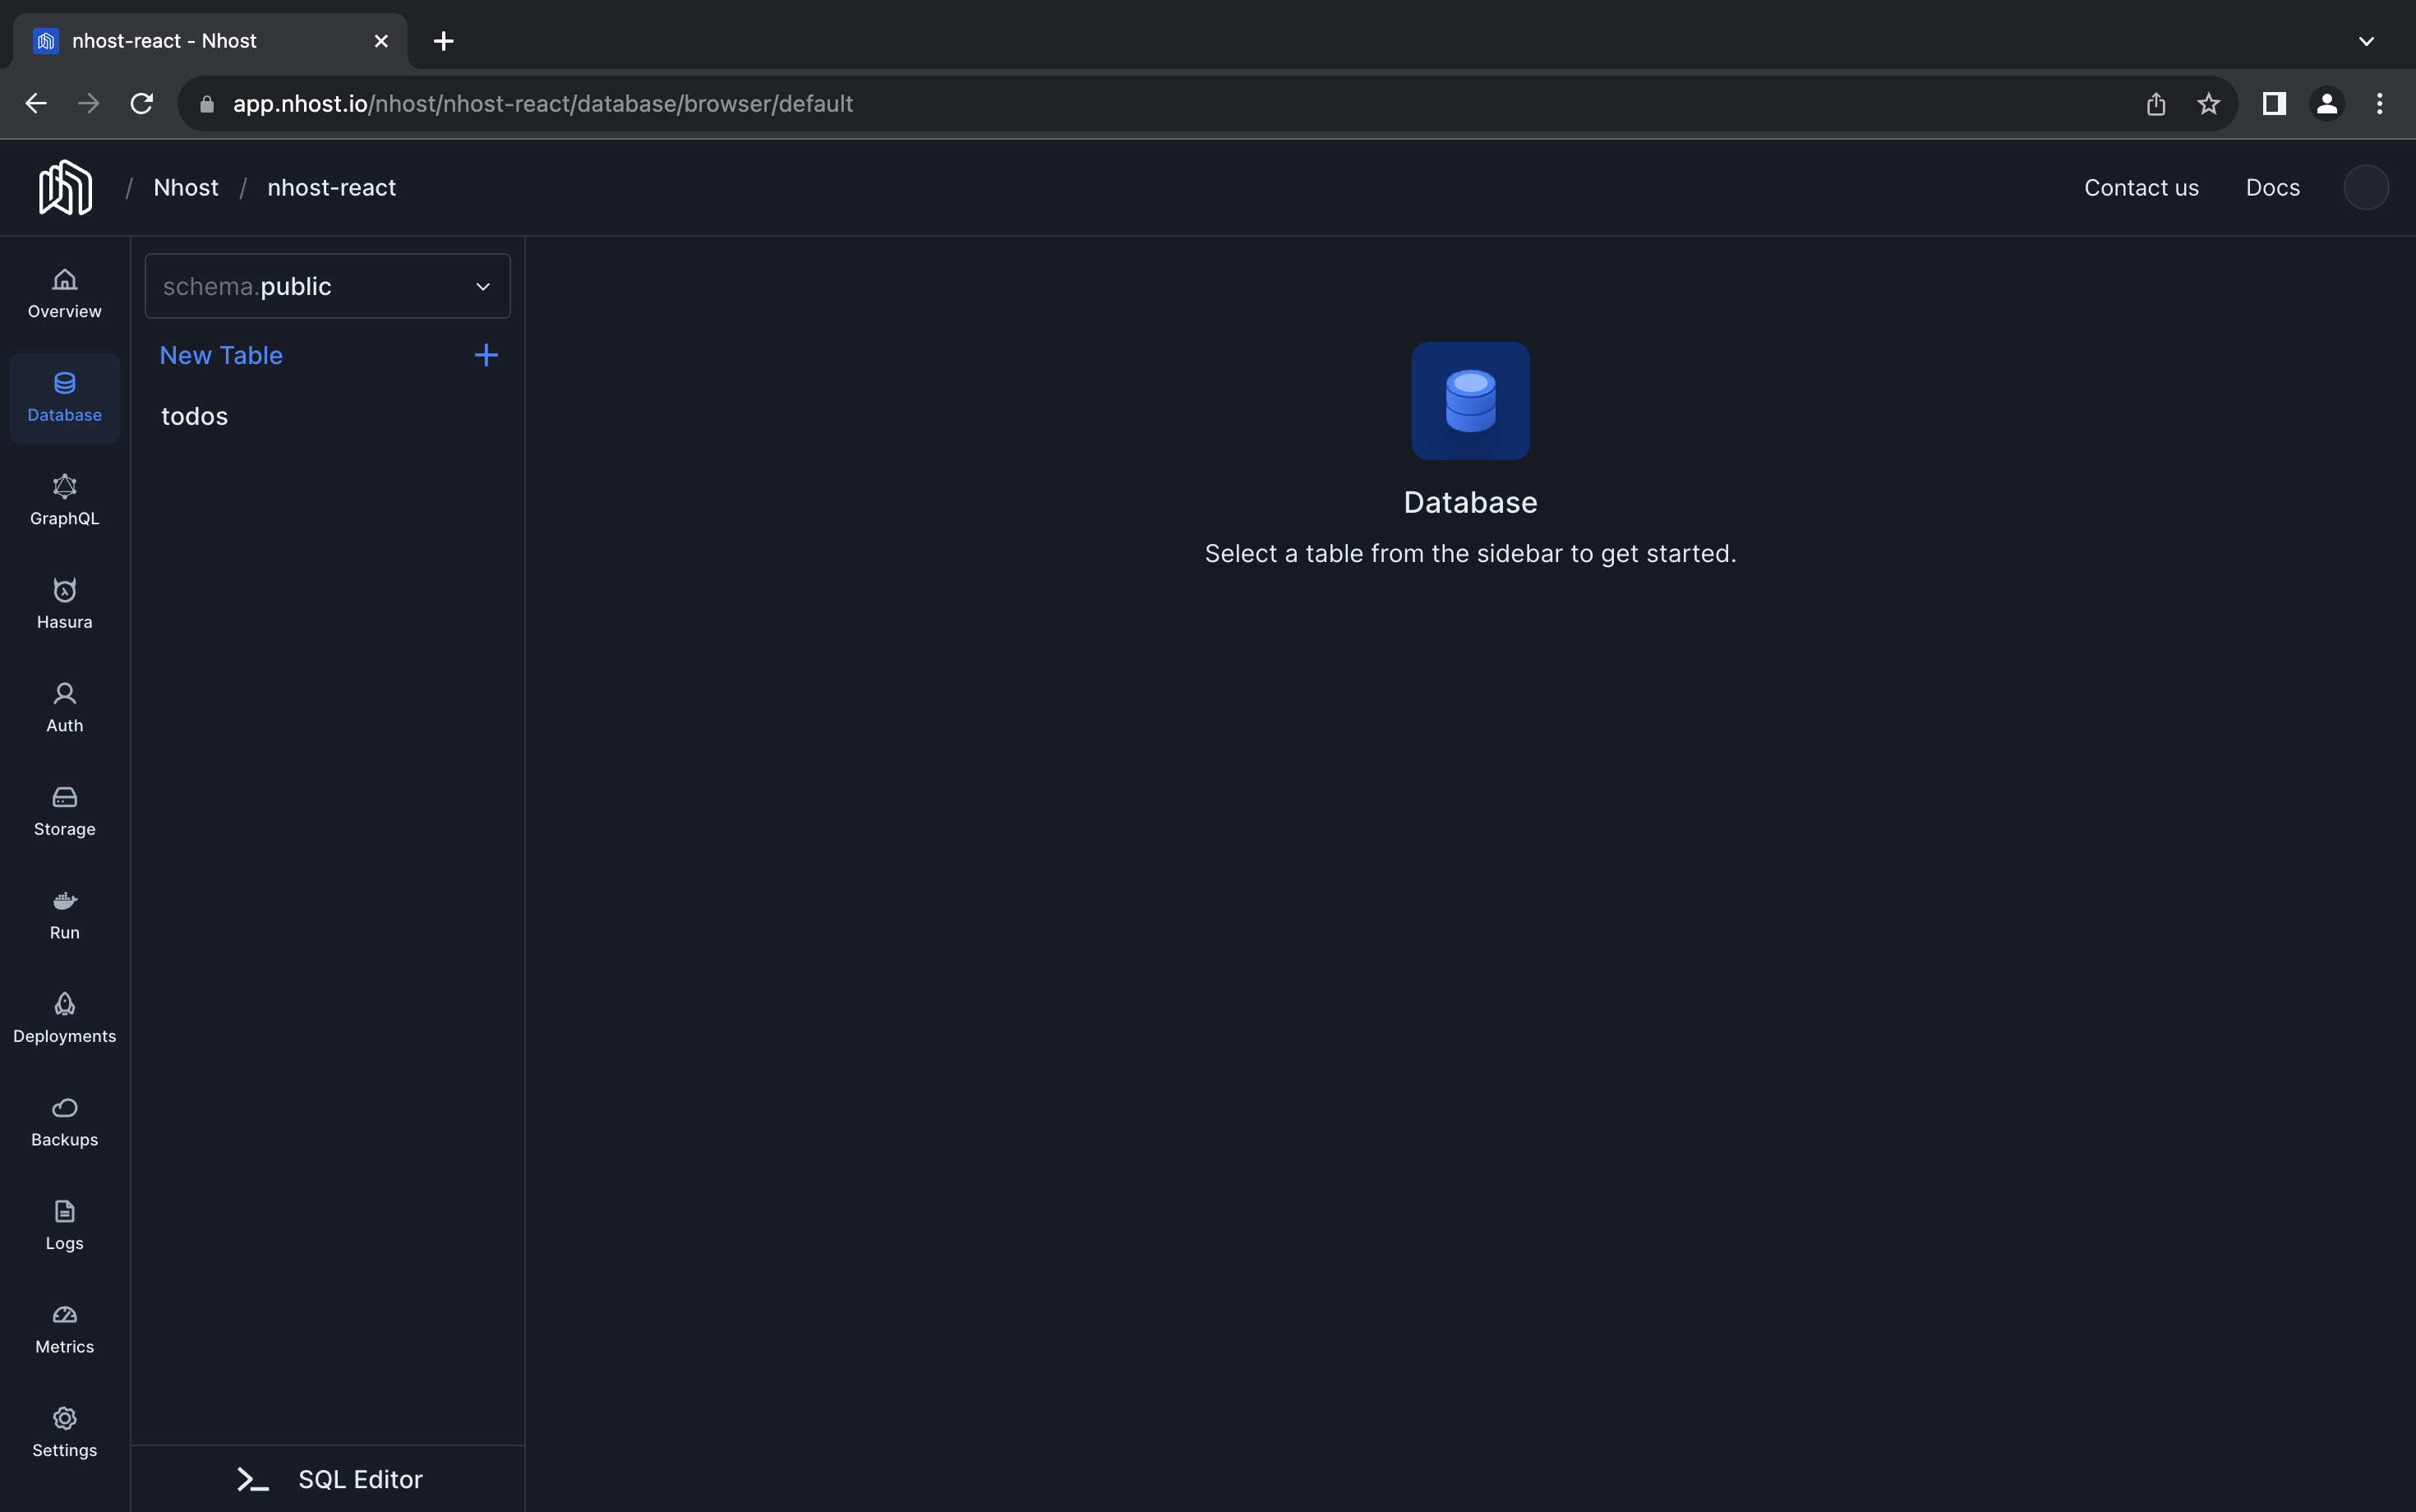 nhost-react - Nhost
app.nhost.io/nhost/nhost-react/database/browser/default
/ Nhost / nhost-react
Contact us
Docs
Overview
Database
GraphQL
Hasura
Auth
Storage
Run
Deployments
Backups
Logs
Metrics
Settings
schema.public
New Table
todos
SQL Editor
Database
Select a table from the sidebar to get started.